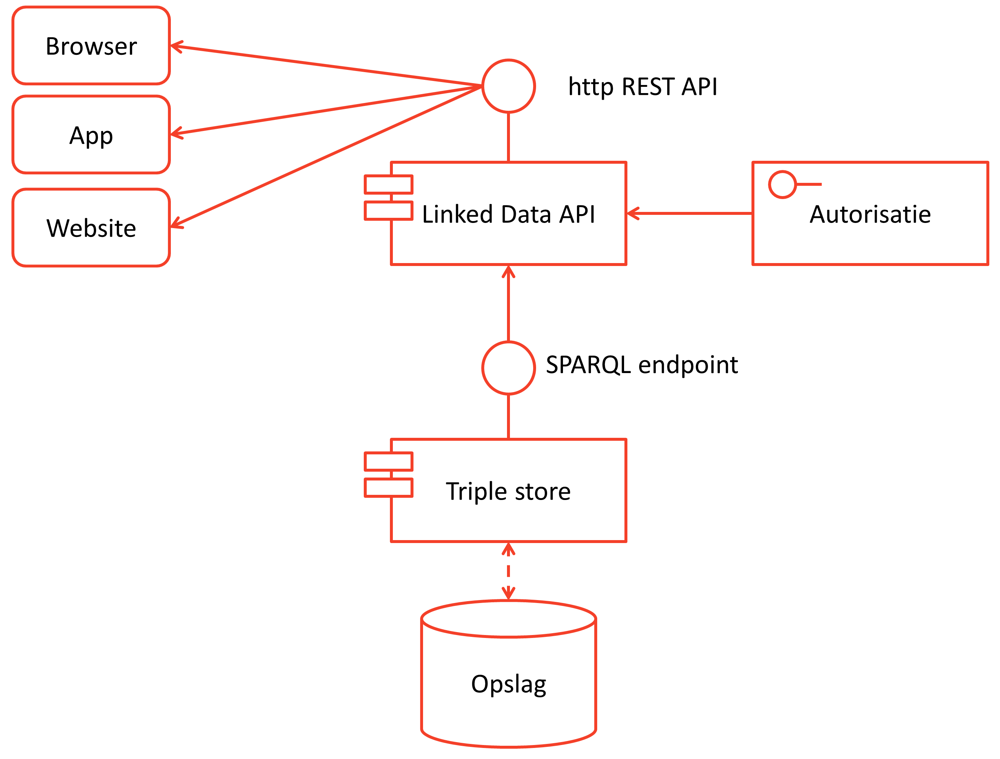 Browser
http REST API
App
Linked Data API
Autorisatie
Website
SPARQL endpoint
Triple store
Opslag